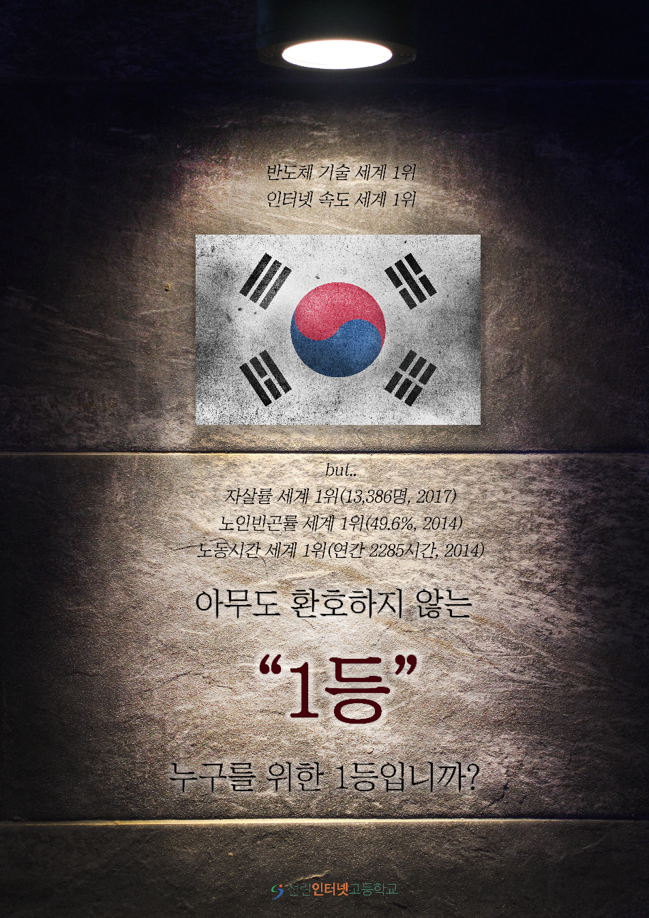 반도체 기술 세계 1위
인터넷 속도 세계 1위
but..
자살률 세계 1위(13,386명, 2017)
노인빈곤률 세계 1위(49.6%, 2014)
노동시간 세계 1위(연간 2285시간, 2014)
아무도 환호하지 않는
“1등”
누구를 위한 1등입니까?
선린인터넷고등학교